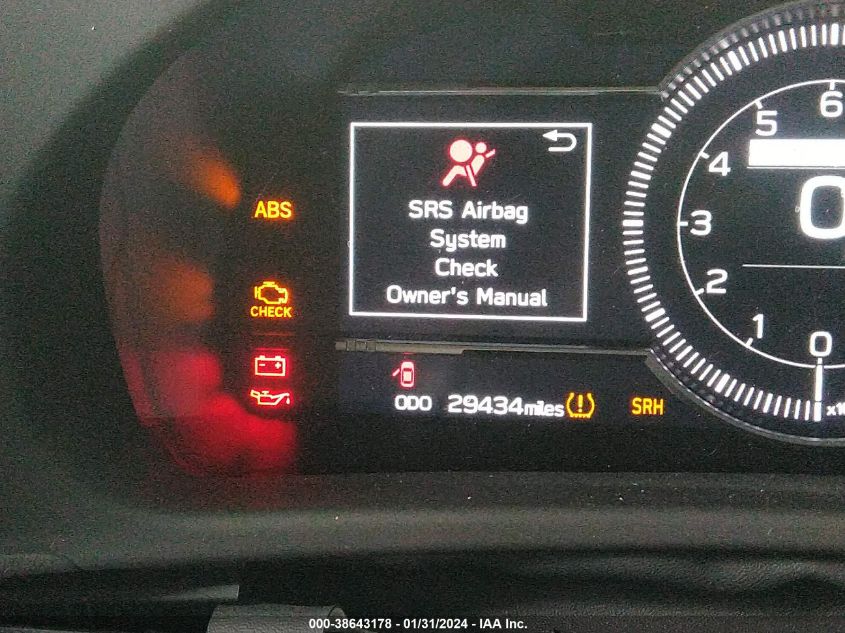 ABS
CHECK
SRS Airbag
System
Check
Owner's Manual
ODO 29434miles
SRH
6
5
4
3
2
1
0
0
000-38643178 - 01/31/2024 - IAA Inc.